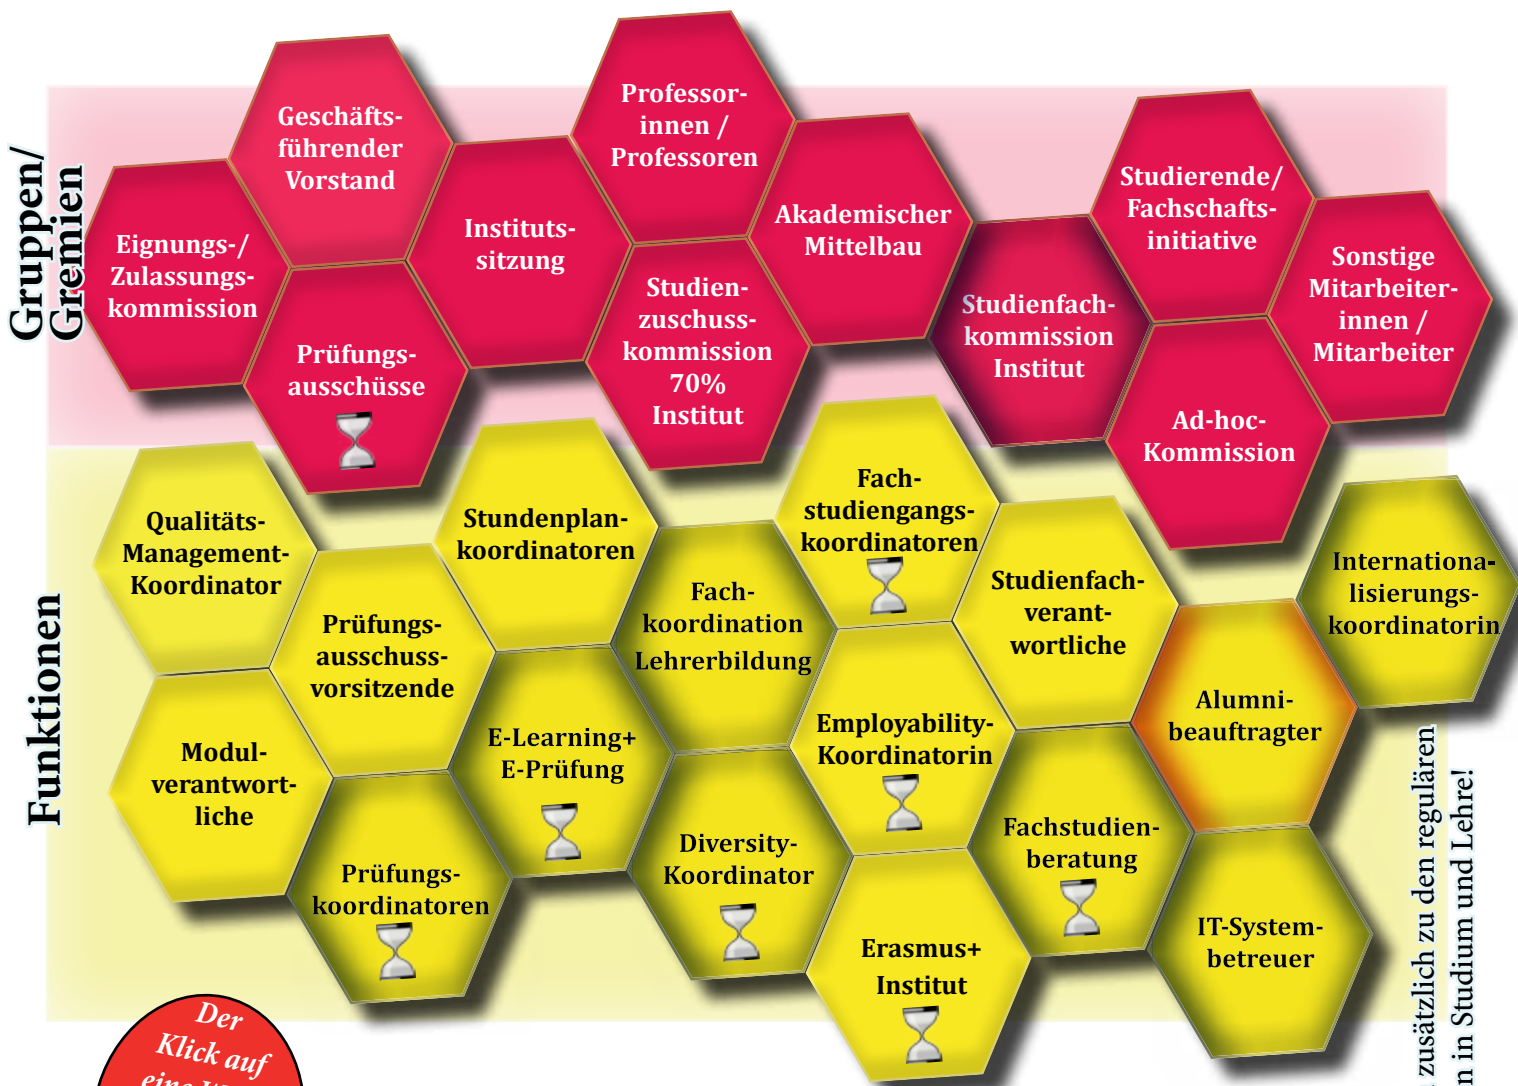 Gruppen/
Gremien
Geschäfts-
führender
Vorstand
Professor-
innen /
Professoren
Eignungs-/
Zulassungs-
kommission
Instituts-
sitzung
Akademischer
Mittelbau
Studierende/
Fachschafts-
initiative
Prüfungs-
ausschüsse
Studien-
zuschuss-
kommission
70%
Institut
Studienfach-
kommission
Institut
Sonstige
Mitarbeiter-
innen /
Mitarbeiter
Ad-hoc-
Kommission
Funktionen
Qualitäts-
Management-
Koordinator
Stundenplan-
koordinatoren
Fach-
studiengangs-
koordinatoren
Internationa-
lisierungs-
koordinatorin
Prüfungs-
ausschuss-
vorsitzende
Fach-
koordination
Lehrerbildung
Studienfach-
verant-
wortliche
Modul-
verantwort-
liche
E-Learning+
E-Prüfung
Employability-
Koordinatorin
Alumni-
beauftragter
Prüfungs-
koordinatoren
Diversity-
Koordinator
Fachstudien-
beratung
Erasmus+
Institut
IT-System-
betreuer
zusätzlich zu den regulären
in Studium und Lehre!
Der
Klick auf
eine